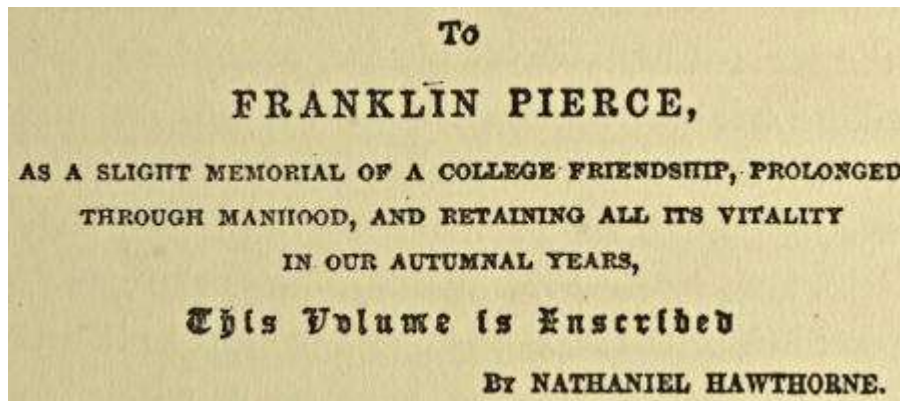 To
FRANKLIN PIERCE,
AS A SLIGHT MEMORIAL OF A COLLEGE FRIENDSHIP, PROLONGED
THROUGH MANHOOD, AND RETAINING ALL ITS VITALITY
IN OUR AUTUMNAL YEARS,
This Volume is Inscribed
BY NATHANIEL HAWTHORNE.